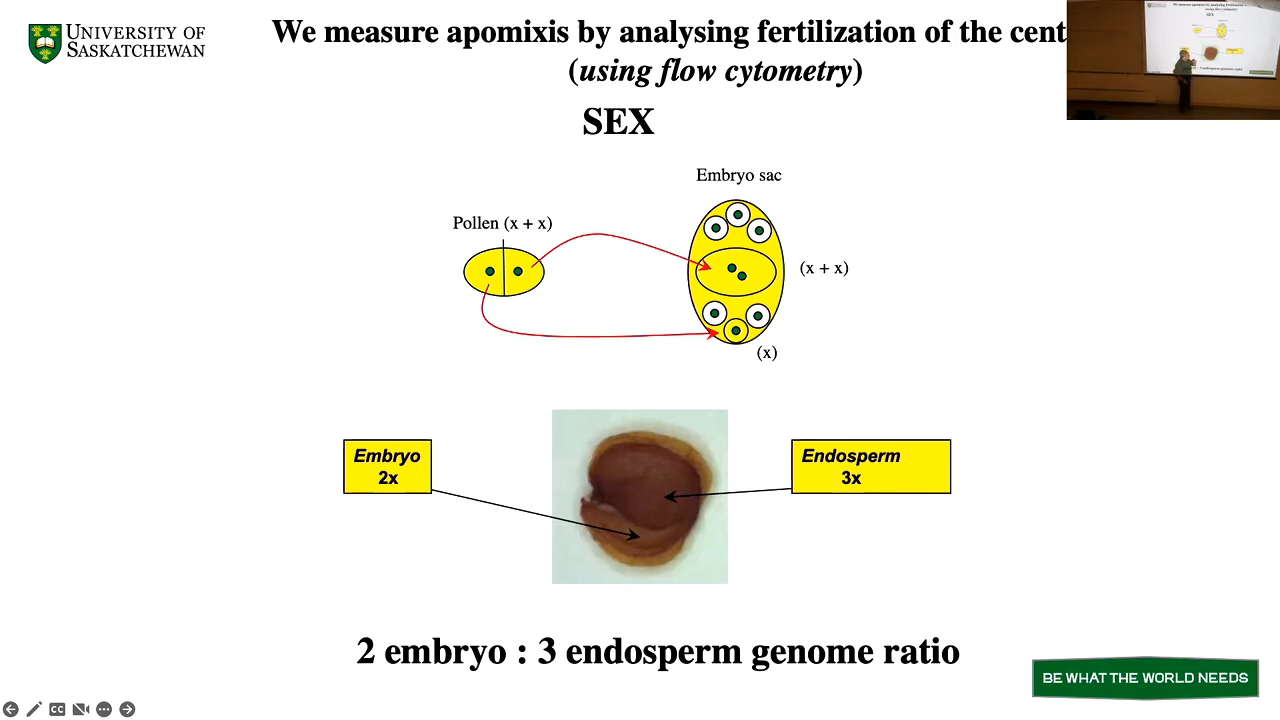 UNIVERSITY OF
SASKATCHEWAN
We measure apomixis by analysing fertilization of the cent
(using flow cytometry)
SEX
Embryo sac
Pollen (x + x)
(x + x)
(x)
Embryo
2x
Endosperm
3x
2 embryo : 3 endosperm genome ratio
BE WHAT THE WORLD NEEDS
CC